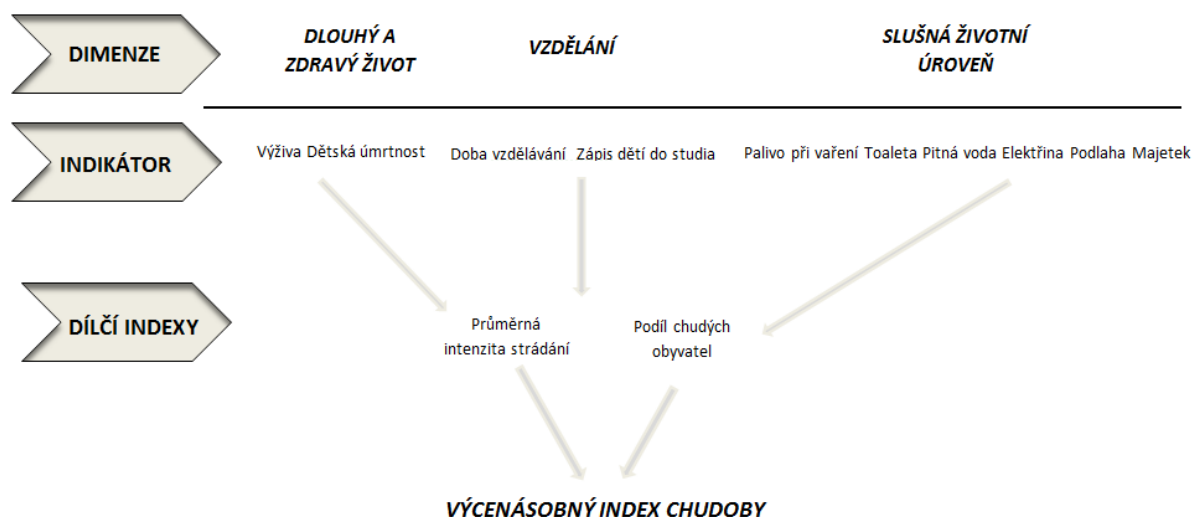 DIMENZE
DLOUHÝ A
ZDRAVÝ ŽIVOT
VZDĚLÁNÍ
SLUŠNÁ ŽIVOTNÍ
ÚROVEŇ
INDIKÁTOR
Výživa Dětská úmrtnost
Doba vzdělávání Zápis dětí do studia
Palivo při vaření Toaleta Pitná voda Elektřina Podlaha Majetek
DÍLČÍ INDEXY
Průměrná
intenzita strádání
Podíl chudých
obyvatel
VÝCENÁSOBNÝ INDEX CHUDOBY